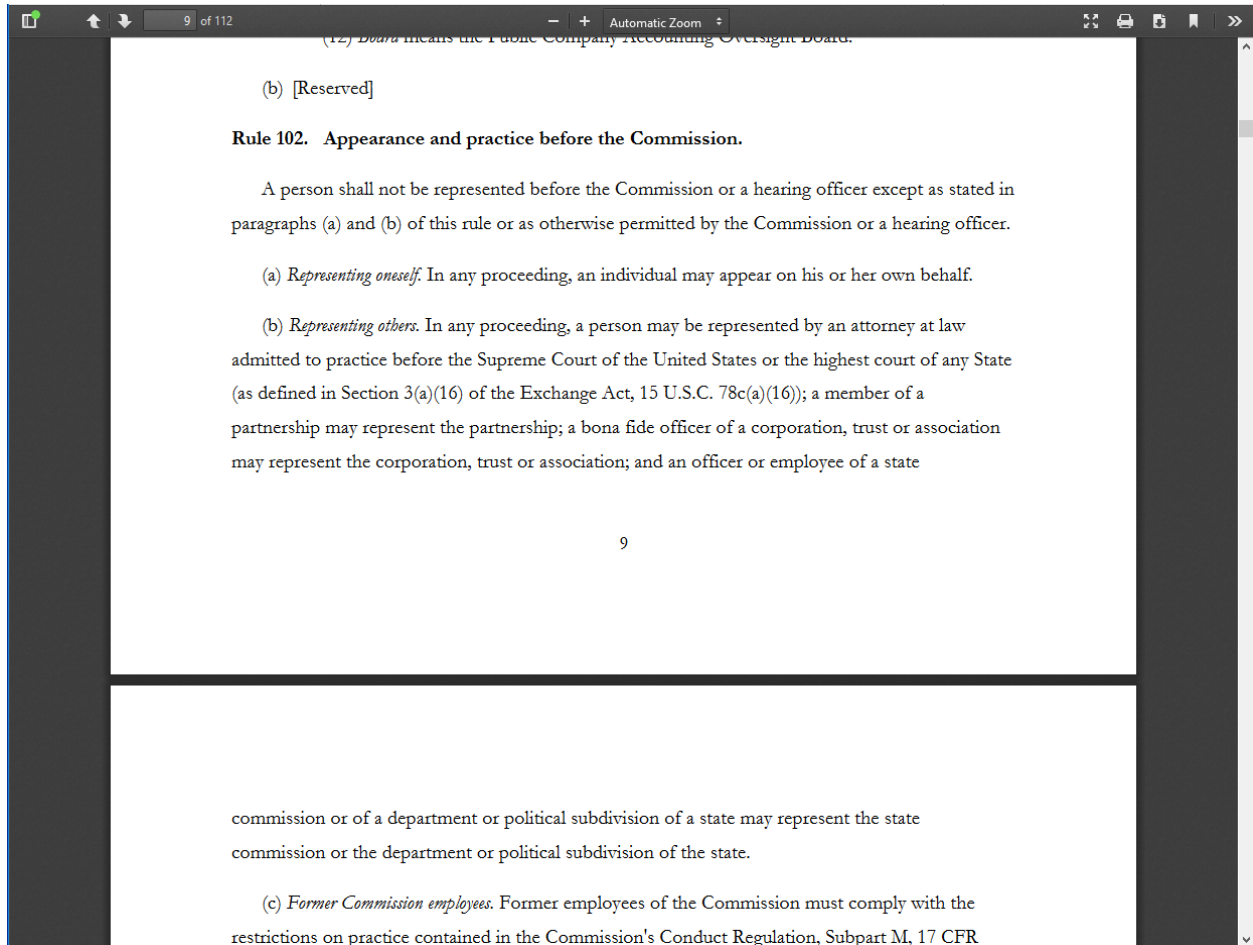 9 of 112
Automatic Zoom
(12) Board means the Public Company Accounting Oversight Board.
(b) [Reserved]
Rule 102. Appearance and practice before the Commission.
A person shall not be represented before the Commission or a hearing officer except as stated in
paragraphs (a) and (b) of this rule or as otherwise permitted by the Commission or a hearing officer.
(a) Representing oneself. In any proceeding, an individual may appear on his or her own behalf.
(b) Representing others. In any proceeding, a person may be represented by an attorney at law
admitted to practice before the Supreme Court of the United States or the highest court of any State
(as defined in Section 3(a)(16) of the Exchange Act, 15 U.S.C. 78c(a)(16)); a member of a
partnership may represent the partnership; a bona fide officer of a corporation, trust or association
may represent the corporation, trust or association; and an officer or employee of a state
9
commission or of a department or political subdivision of a state may represent the state
commission or the department or political subdivision of the state.
(c) Former Commission employees. Former employees of the Commission must comply with the
restrictions on practice contained in the Commission's Conduct Regulation, Subpart M, 17 CFR